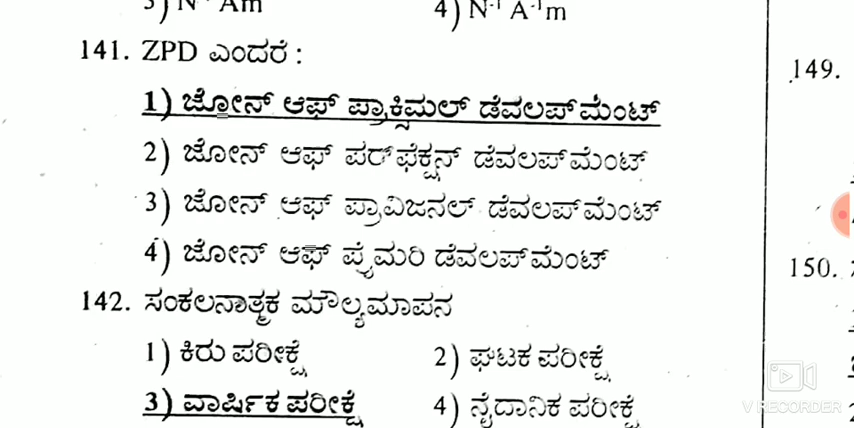 4) N⁻¹ A⁻¹m
141. ZPD ಎಂದರೆ :
1) ಜೋನ್ ಆಫ್ ಪ್ರಾಕ್ಸಿಮಲ್ ಡೆವಲಪ್‌ಮೆಂಟ್
2) ಜೋನ್ ಆಫ್ ಪರ್‌ಫೆಕ್ಷನ್ ಡೆವಲಪ್‌ಮೆಂಟ್
3) ಜೋನ್ ಆಫ್ ಪ್ರಾವಿಜನಲ್ ಡೆವಲಪ್‌ಮೆಂಟ್
4) ಜೋನ್ ಆಫ್ ಪ್ರೈಮರಿ ಡೆವಲಪ್‌ಮೆಂಟ್
142. ಸಂಕಲನಾತ್ಮಕ ಮೌಲ್ಯಮಾಪನ
1) ಕಿರು ಪರೀಕ್ಷೆ 2) ಘಟಕ ಪರೀಕ್ಷೆ
3) ವಾರ್ಷಿಕ ಪರೀಕ್ಷೆ 4) ನೈದಾನಿಕ ಪರೀಕ್ಷೆ
149.
150.
V RECORDER